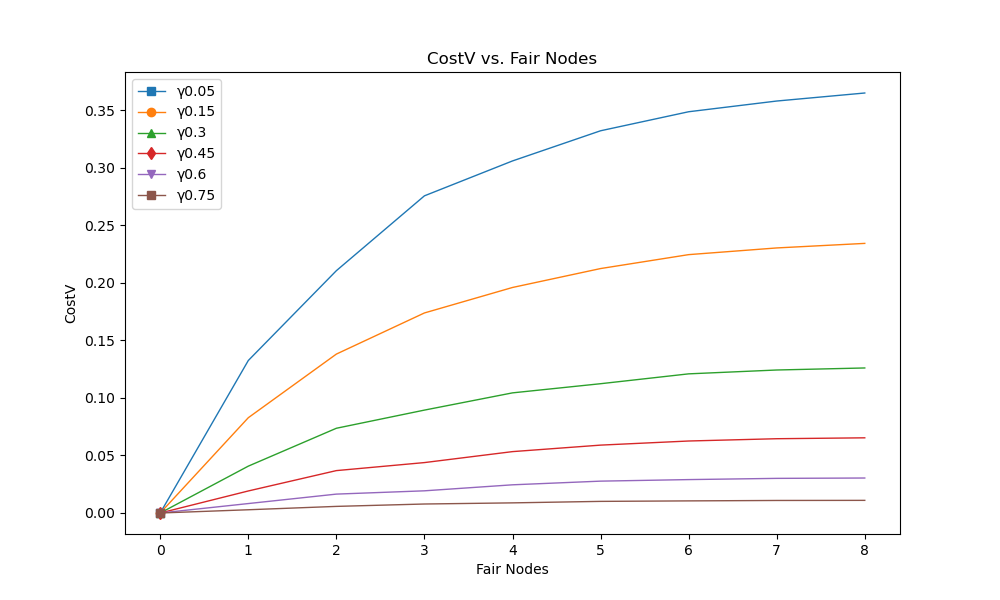 CostV vs. Fair Nodes
γ0.05
γ0.15
γ0.3
γ0.45
γ0.6
γ0.75
CostV
0.35
0.30
0.25
0.20
0.15
0.10
0.05
0.00
0 1 2 3 4 5 6 7 8
Fair Nodes